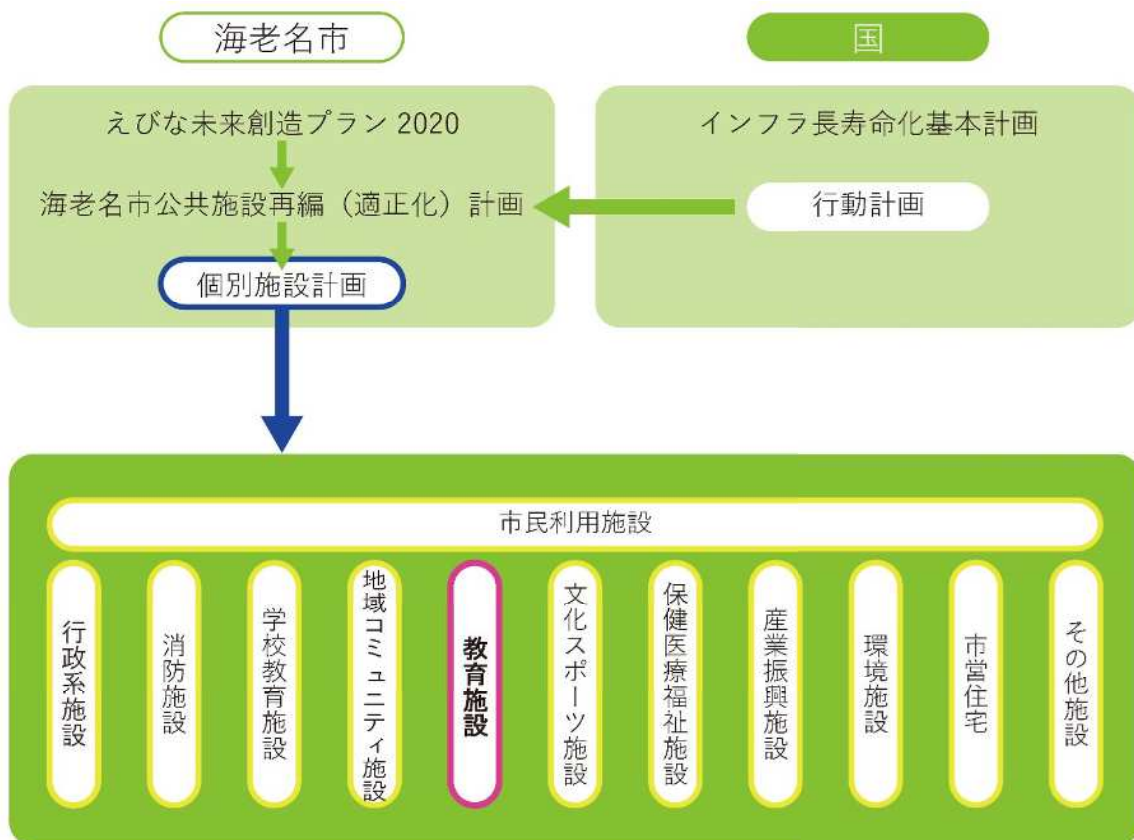 海老名市
国
えびな未来創造プラン 2020
海老名市公共施設再編（適正化）計画
個別施設計画
インフラ長寿命化基本計画
行動計画
市民利用施設
行政系施設
消防施設
学校教育施設
地域コミュニティ施設
教育施設
文化スポーツ施設
保健医療福祉施設
産業振興施設
環境施設
市営住宅
その他施設